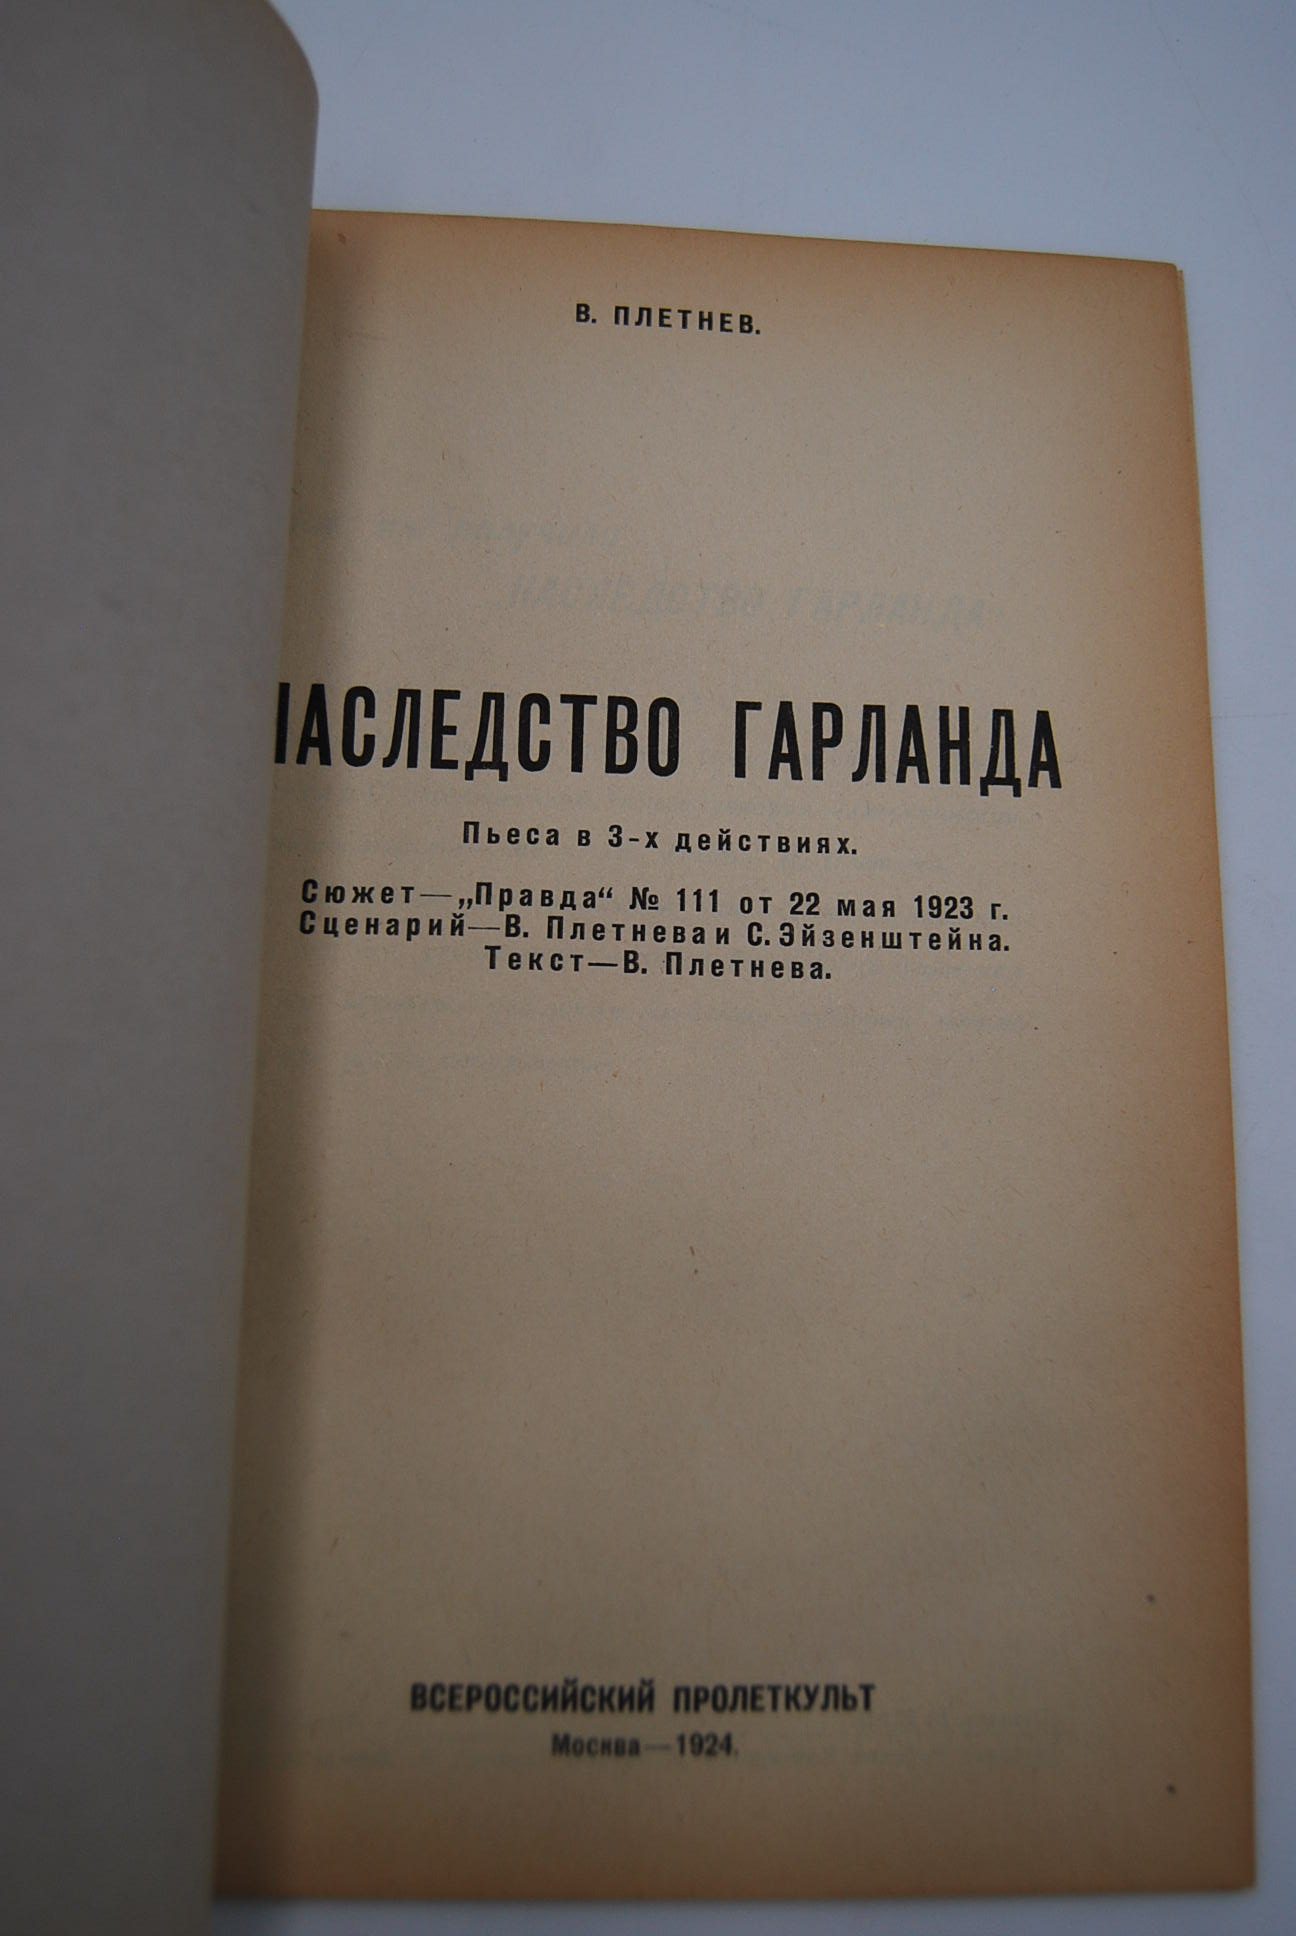 В. ПЛЕТНЕВ.
НАСЛЕДСТВО ГАРЛАНДА
Пьеса в 3-х действиях.
Сюжет—„Правда“ № 111 от 22 мая 1923 г.
Сценарий—В. Плетнева и С. Эйзенштейна.
Текст—В. Плетнева.
ВСЕРОССИЙСКИЙ ПРОЛЕТКУЛЬТ
Москва—1924.